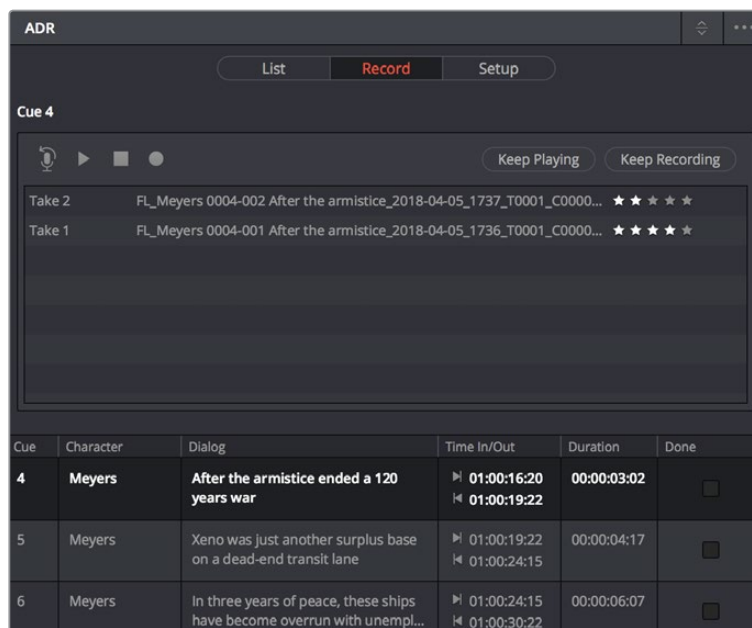 ADR
List Record Setup
Cue 4
Keep Playing Keep Recording
Take 2 FL_Meyers 0004-002 After the armistice_2018-04-05_1737_T0001_C0000...
Take 1 FL_Meyers 0004-001 After the armistice_2018-04-05_1736_T0001_C0000...
Cue Character Dialog Time In/Out Duration Done
4 Meyers After the armistice ended a 120 01:00:16:20 00:00:03:02
years war 01:00:19:22
5 Meyers Xeno was just another surplus base 01:00:19:22 00:00:04:17
on a dead-end transit lane 01:00:24:15
6 Meyers In three years of peace, these ships 01:00:24:15 00:00:06:07
have become overrun with unempl... 01:00:30:22